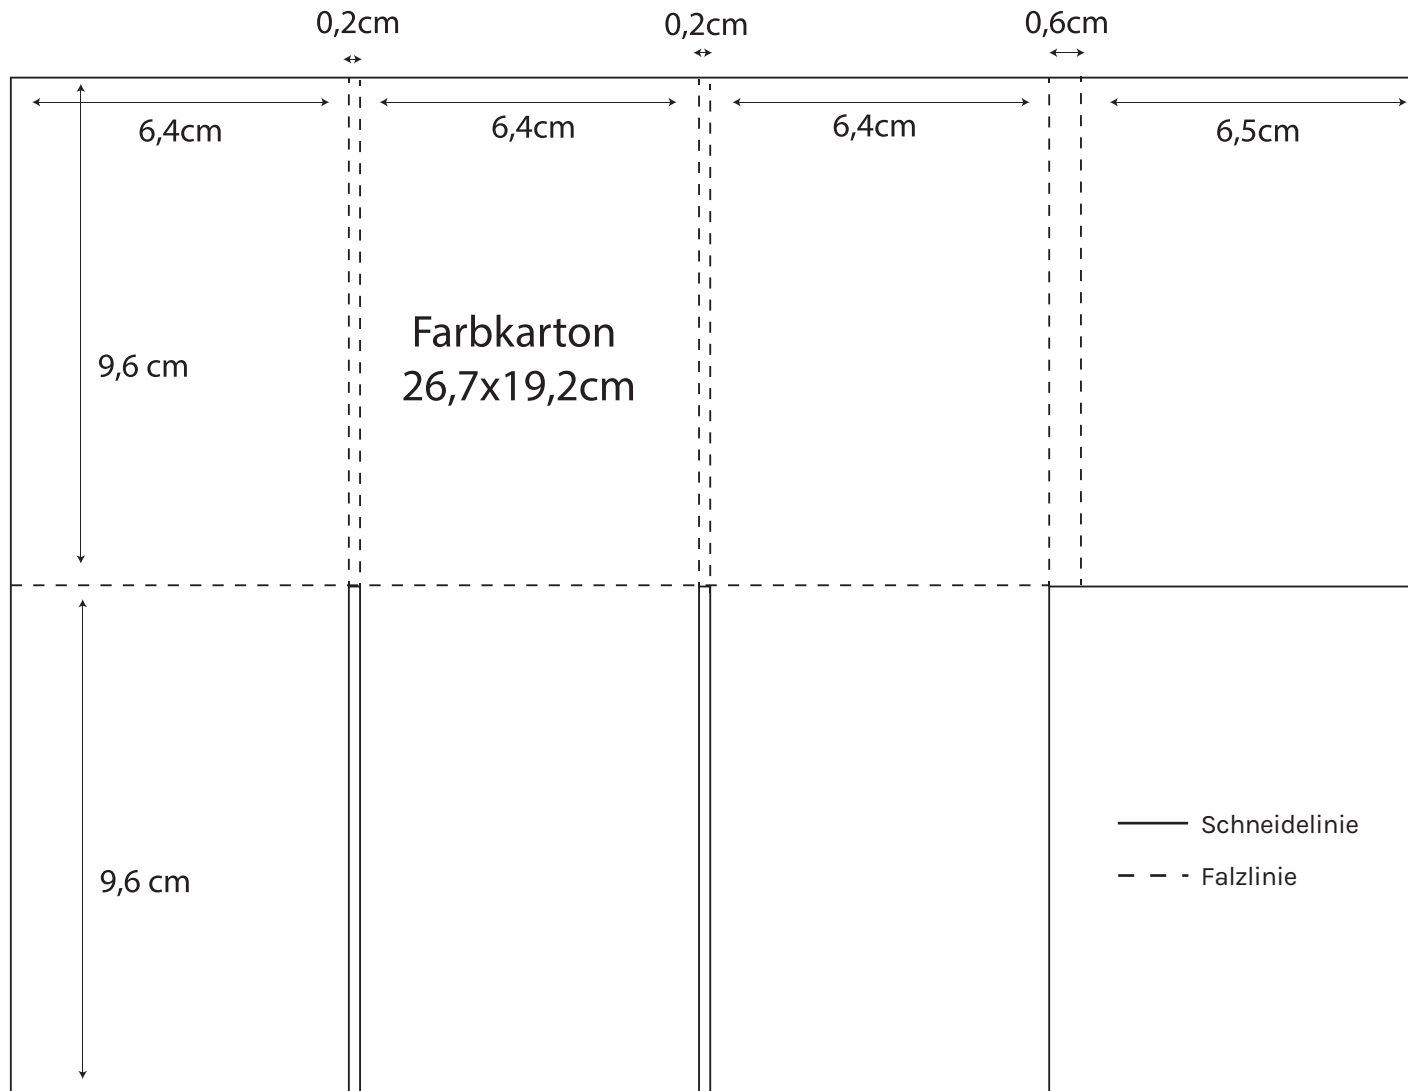 0,2cm
0,2cm
0,6cm
6,4cm
6,4cm
6,4cm
6,5cm
Farbkarton
26,7x19,2cm
9,6 cm
Schneidelinie
Falzlinie
9,6 cm